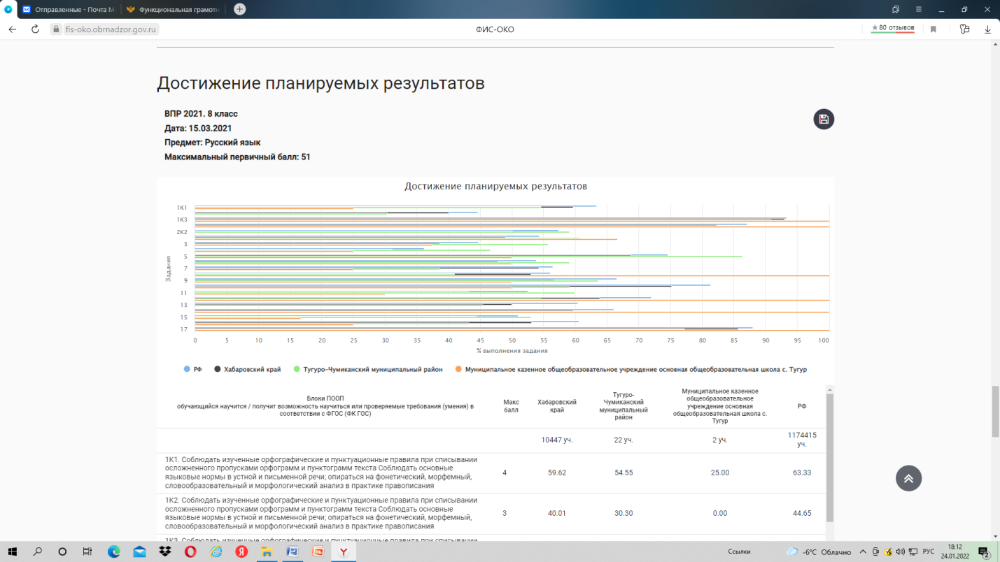 Отправленные - Почта M
Функциональная грамотн
fis-oko.obrnadzor.gov.ru
ФИС-ОКО
★ 80 отзывов
Достижение планируемых результатов
ВПР 2021. 8 класс
Дата: 15.03.2021
Предмет: Русский язык
Максимальный первичный балл: 51
Достижение планируемых результатов
Задания
1K1
1K3
2K2
3
5
7
9
11
13
15
17
0 5 10 15 20 25 30 35 40 45 50 55 60 65 70 75 80 85 90 95 100
% выполнения задания
РФ Хабаровский край Тугуро-Чумиканский муниципальный район Муниципальное казенное общеобразовательное учреждение основная общеобразовательная школа с. Тугур
Блоки ПООП
обучающийся научится / получит возможность научиться или проверяемые требования (умения) в
соответствии с ФГОС (ФК ГОС)
Макс
балл
Хабаровский
край
Тугуро-
Чумиканский
муниципальный
район
Муниципальное казенное
общеобразовательное
учреждение основная
общеобразовательная школа с.
Тугур
РФ
10447 уч. 22 уч. 2 уч. 1174415
уч.
1K1. Соблюдать изученные орфографические и пунктуационные правила при списывании
осложненного пропусками орфограмм и пунктограмм текста Соблюдать основные
языковые нормы в устной и письменной речи; опираться на фонетический, морфемный,
словообразовательный и морфологический анализ в практике правописания
4 59.62 54.55 25.00 63.33
1K2. Соблюдать изученные орфографические и пунктуационные правила при списывании
осложненного пропусками орфограмм и пунктограмм текста Соблюдать основные
языковые нормы в устной и письменной речи; опираться на фонетический, морфемный,
словообразовательный и морфологический анализ в практике правописания
3 40.01 30.30 0.00 44.65
1K3. Соблюдать изученные орфографические и пунктуационные правила при списывании
Ссылки
-6°C Облачно
РУС
18:12
24.01.2022
2